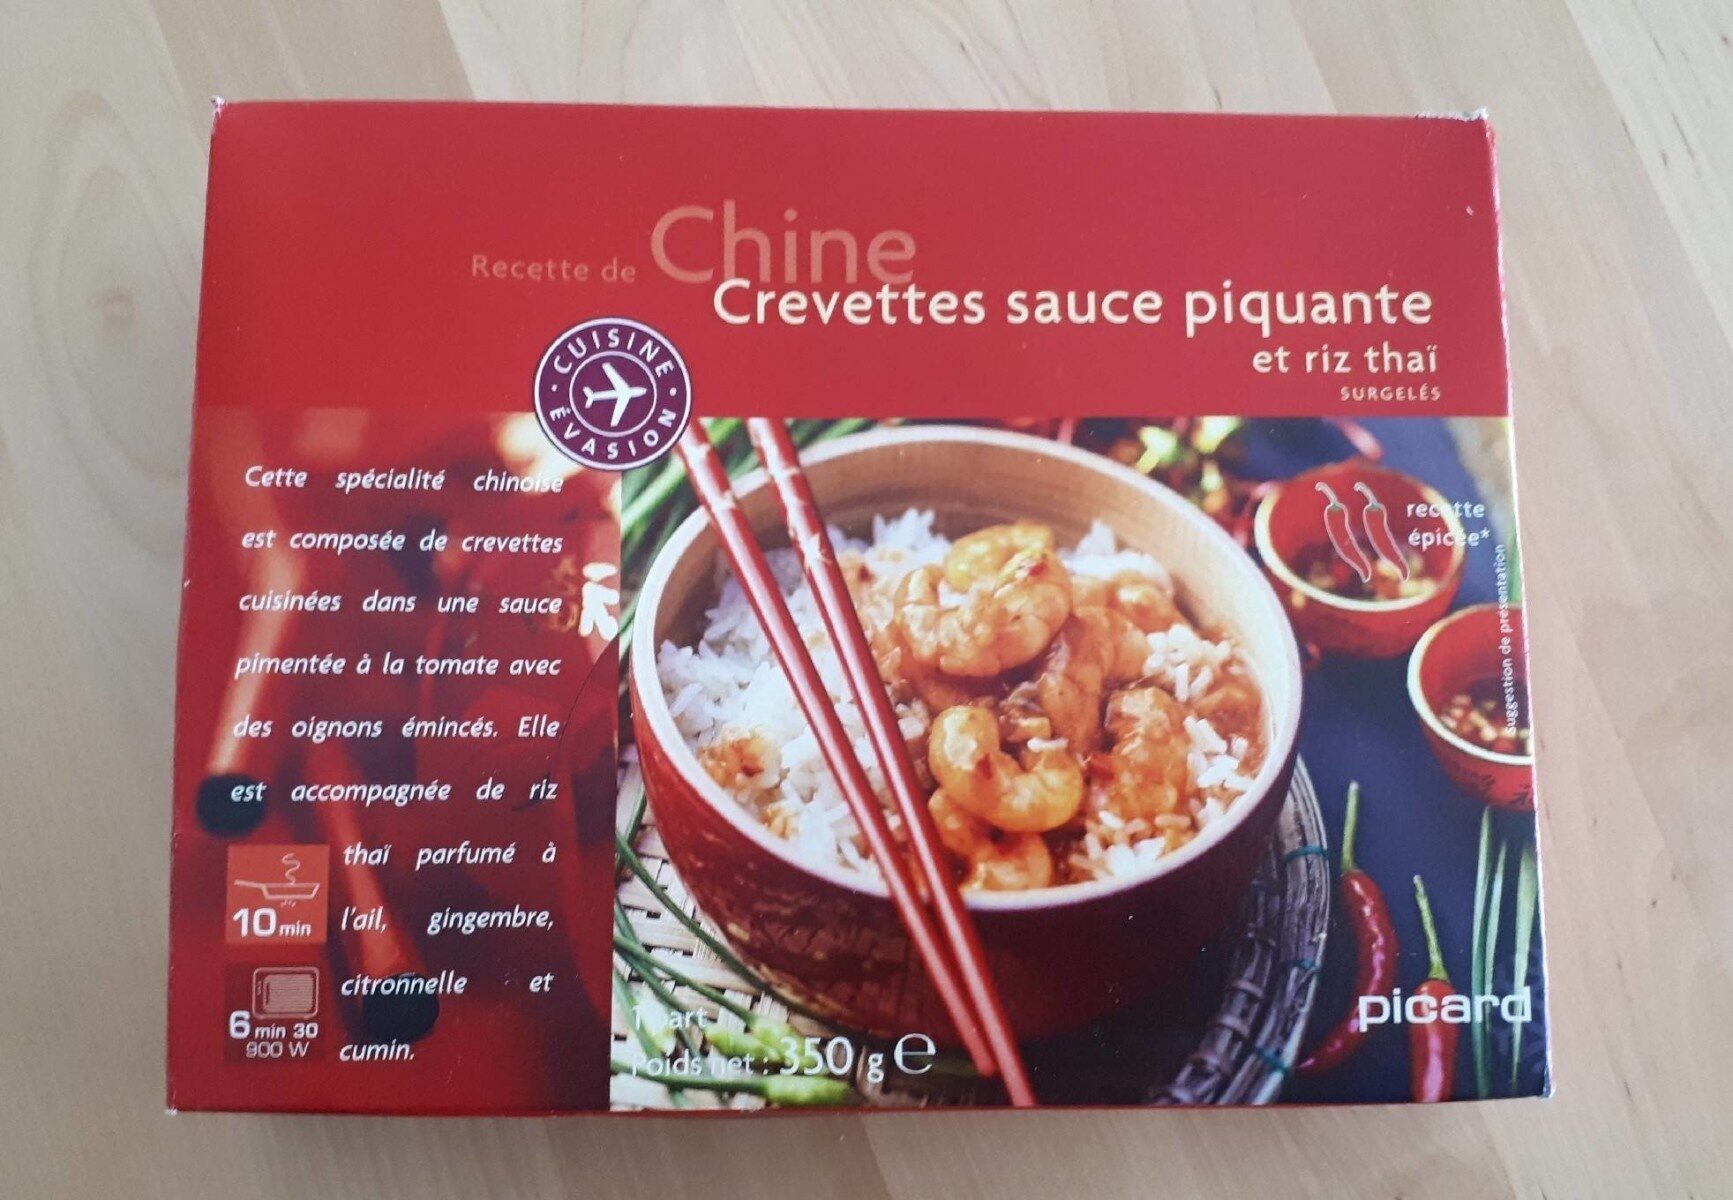 Recette de Chine
Crevettes sauce piquante
et riz thaï
SURGELÉS
CUISINE
ÉVASION
Cette spécialité chinoise
est composée de crevettes
cuisinées dans une sauce
pimentée à la tomate avec
des oignons émincés. Elle
est accompagnée de riz
thaï parfumé à
l'ail, gingembre,
citronnelle et
cumin.
10 min
6 min 30
900 W
recette
épicée*
Suggestion de présentation
1 part
Poids net : 350 g e
picard